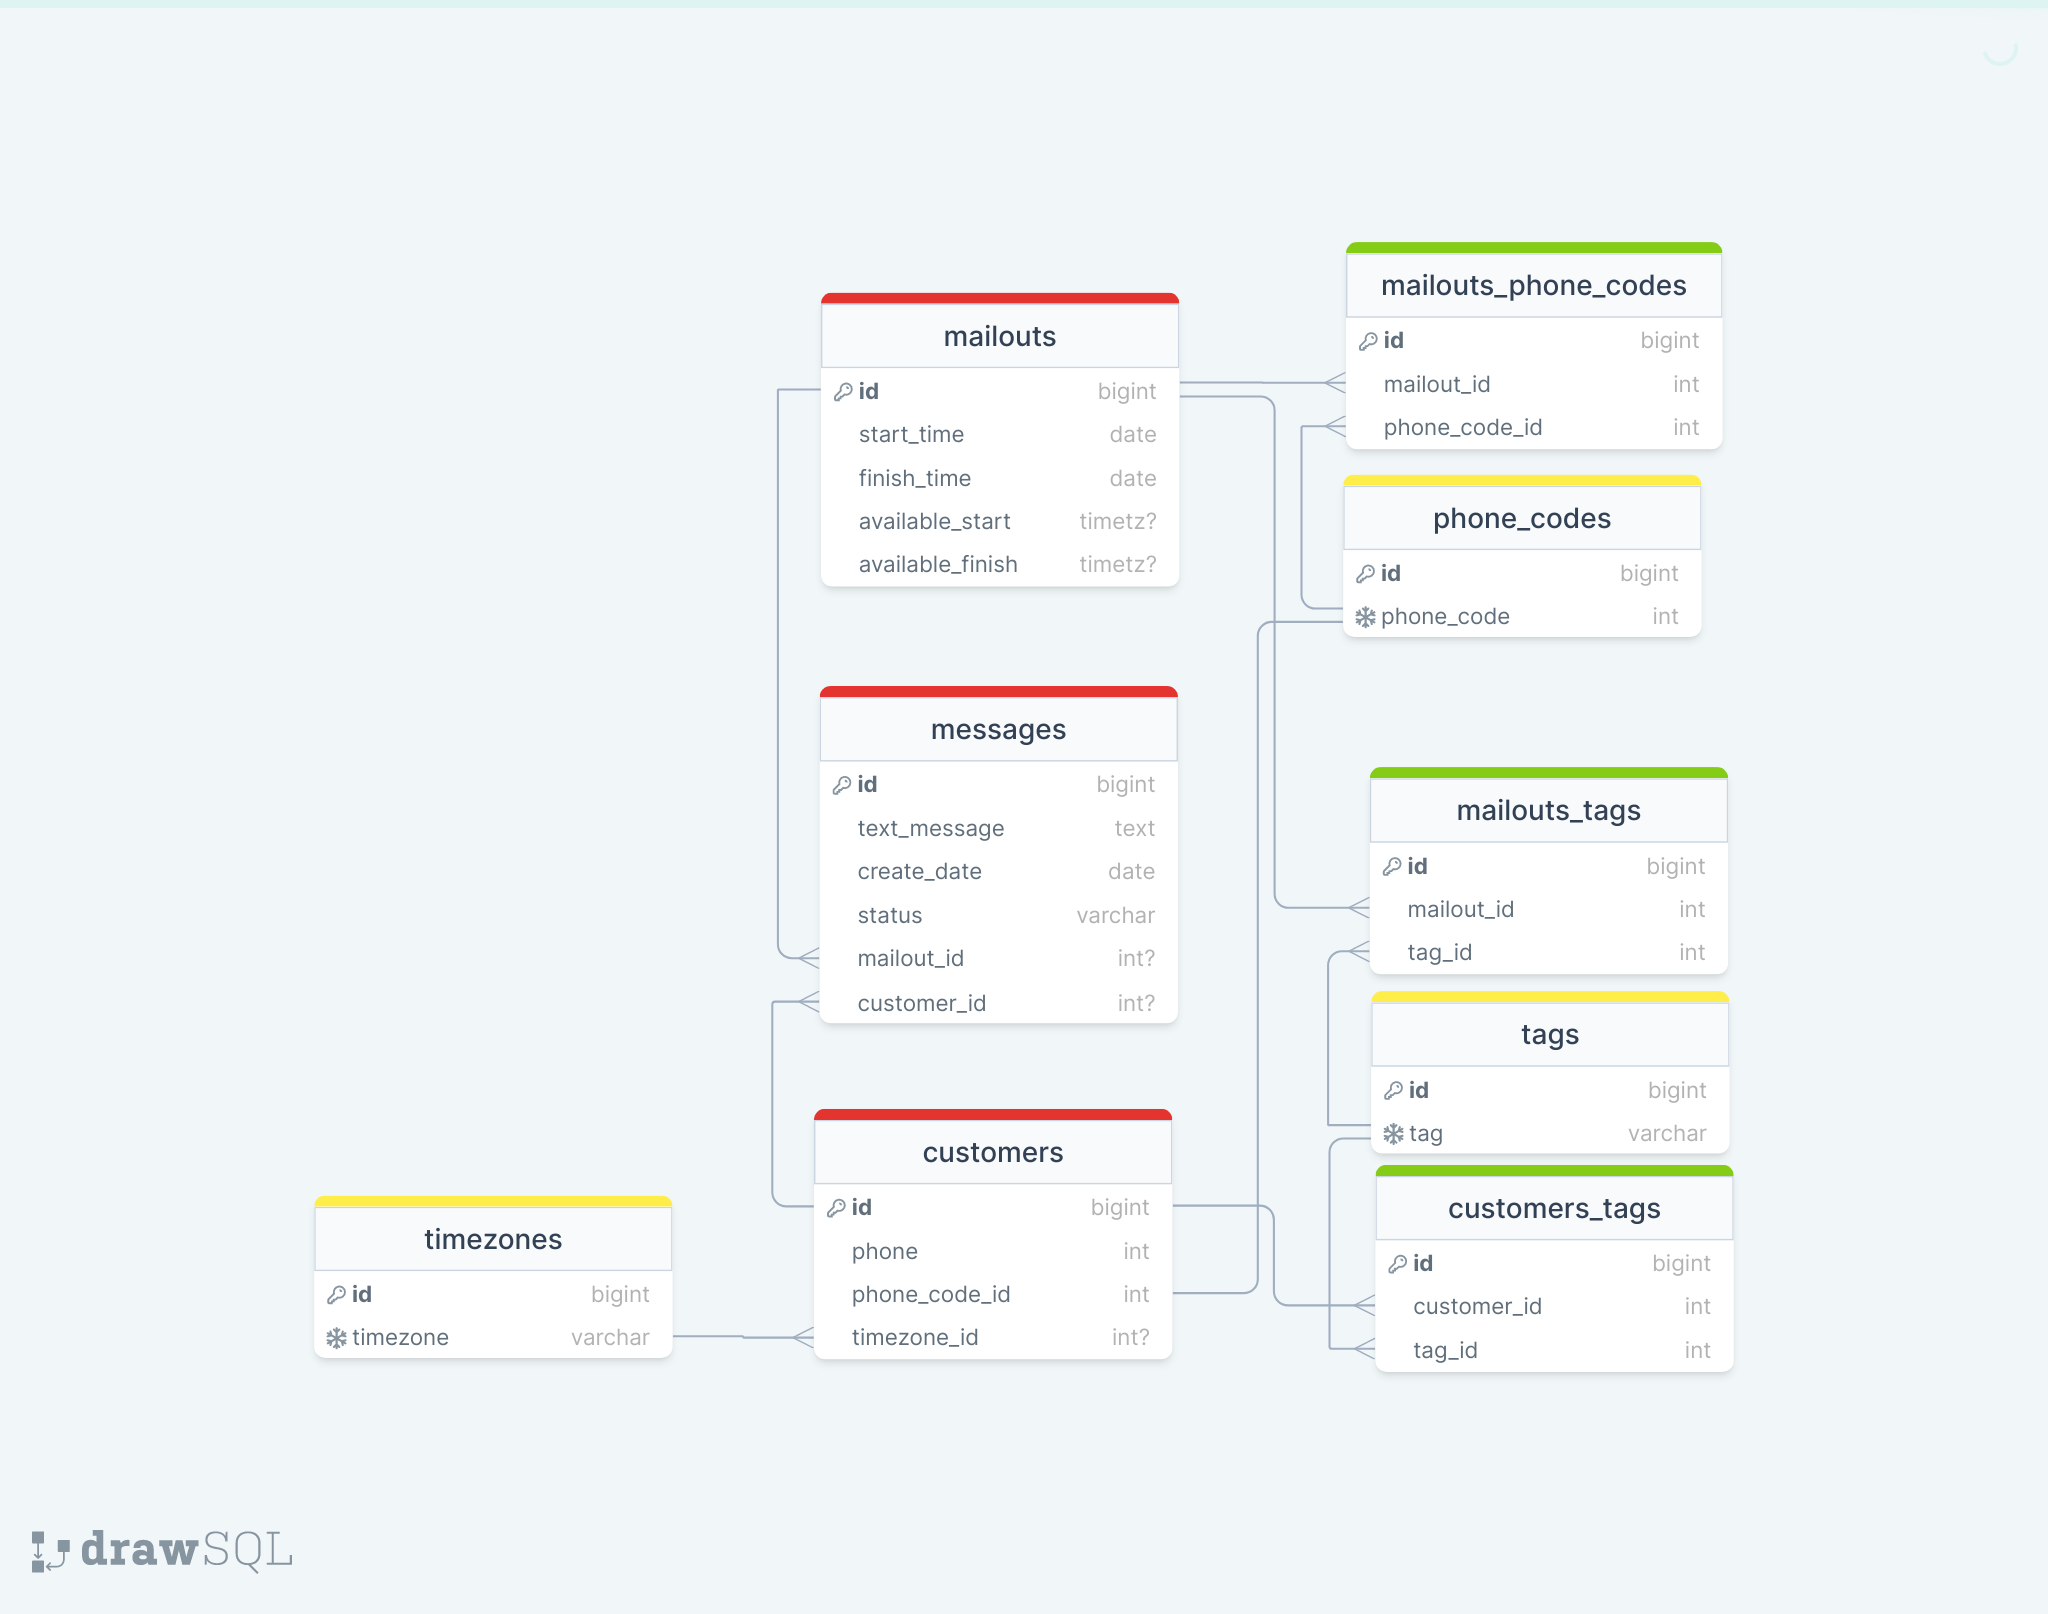 mailouts
id bigint
start_time date
finish_time date
available_start timetz?
available_finish timetz?
messages
id bigint
text_message text
create_date date
status varchar
mailout_id int?
customer_id int?
customers
id bigint
phone int
phone_code_id int
timezone_id int?
timezones
id bigint
timezone varchar
mailouts_phone_codes
id bigint
mailout_id int
phone_code_id int
phone_codes
id bigint
phone_code int
mailouts_tags
id bigint
mailout_id int
tag_id int
tags
id bigint
tag varchar
customers_tags
id bigint
customer_id int
tag_id int
drawSQL